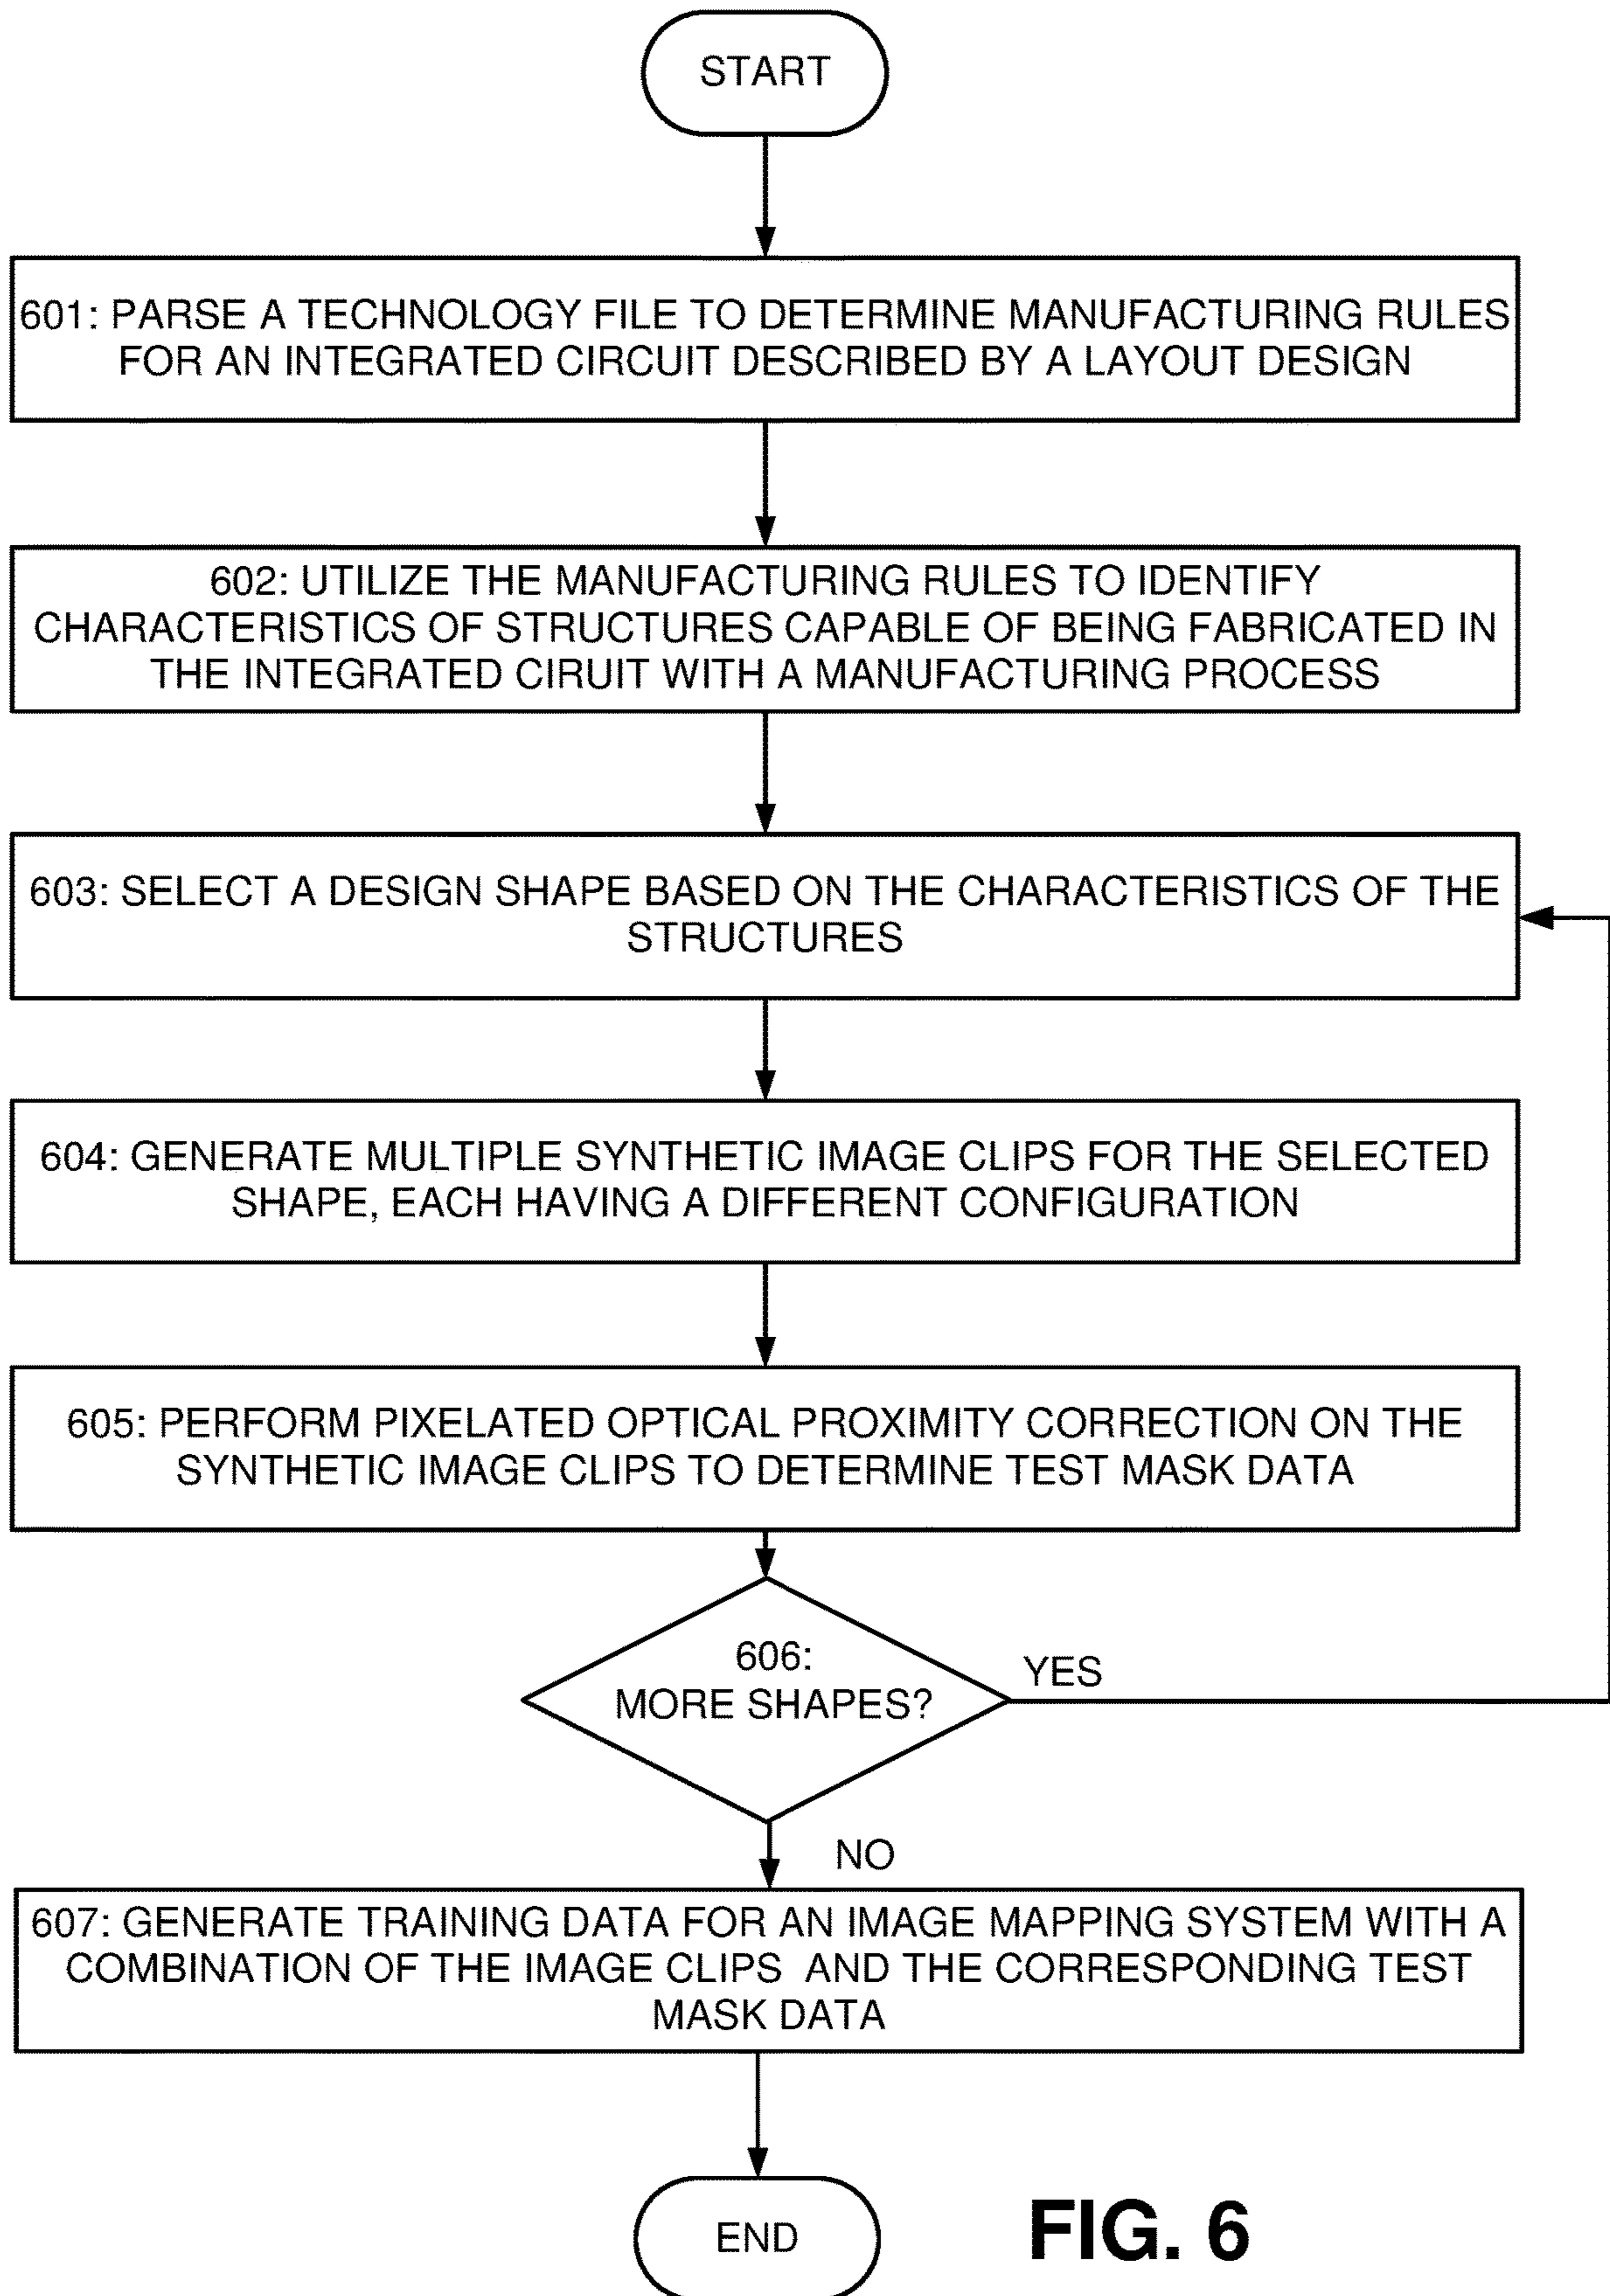 START
601: PARSE A TECHNOLOGY FILE TO DETERMINE MANUFACTURING RULES
FOR AN INTEGRATED CIRCUIT DESCRIBED BY A LAYOUT DESIGN
602: UTILIZE THE MANUFACTURING RULES TO IDENTIFY
CHARACTERISTICS OF STRUCTURES CAPABLE OF BEING FABRICATED IN
THE INTEGRATED CIRUIT WITH A MANUFACTURING PROCESS
603: SELECT A DESIGN SHAPE BASED ON THE CHARACTERISTICS OF THE
STRUCTURES
604: GENERATE MULTIPLE SYNTHETIC IMAGE CLIPS FOR THE SELECTED
SHAPE, EACH HAVING A DIFFERENT CONFIGURATION
605: PERFORM PIXELATED OPTICAL PROXIMITY CORRECTION ON THE
SYNTHETIC IMAGE CLIPS TO DETERMINE TEST MASK DATA
606:
MORE SHAPES?
YES
NO
607: GENERATE TRAINING DATA FOR AN IMAGE MAPPING SYSTEM WITH A
COMBINATION OF THE IMAGE CLIPS AND THE CORRESPONDING TEST
MASK DATA
END
FIG. 6